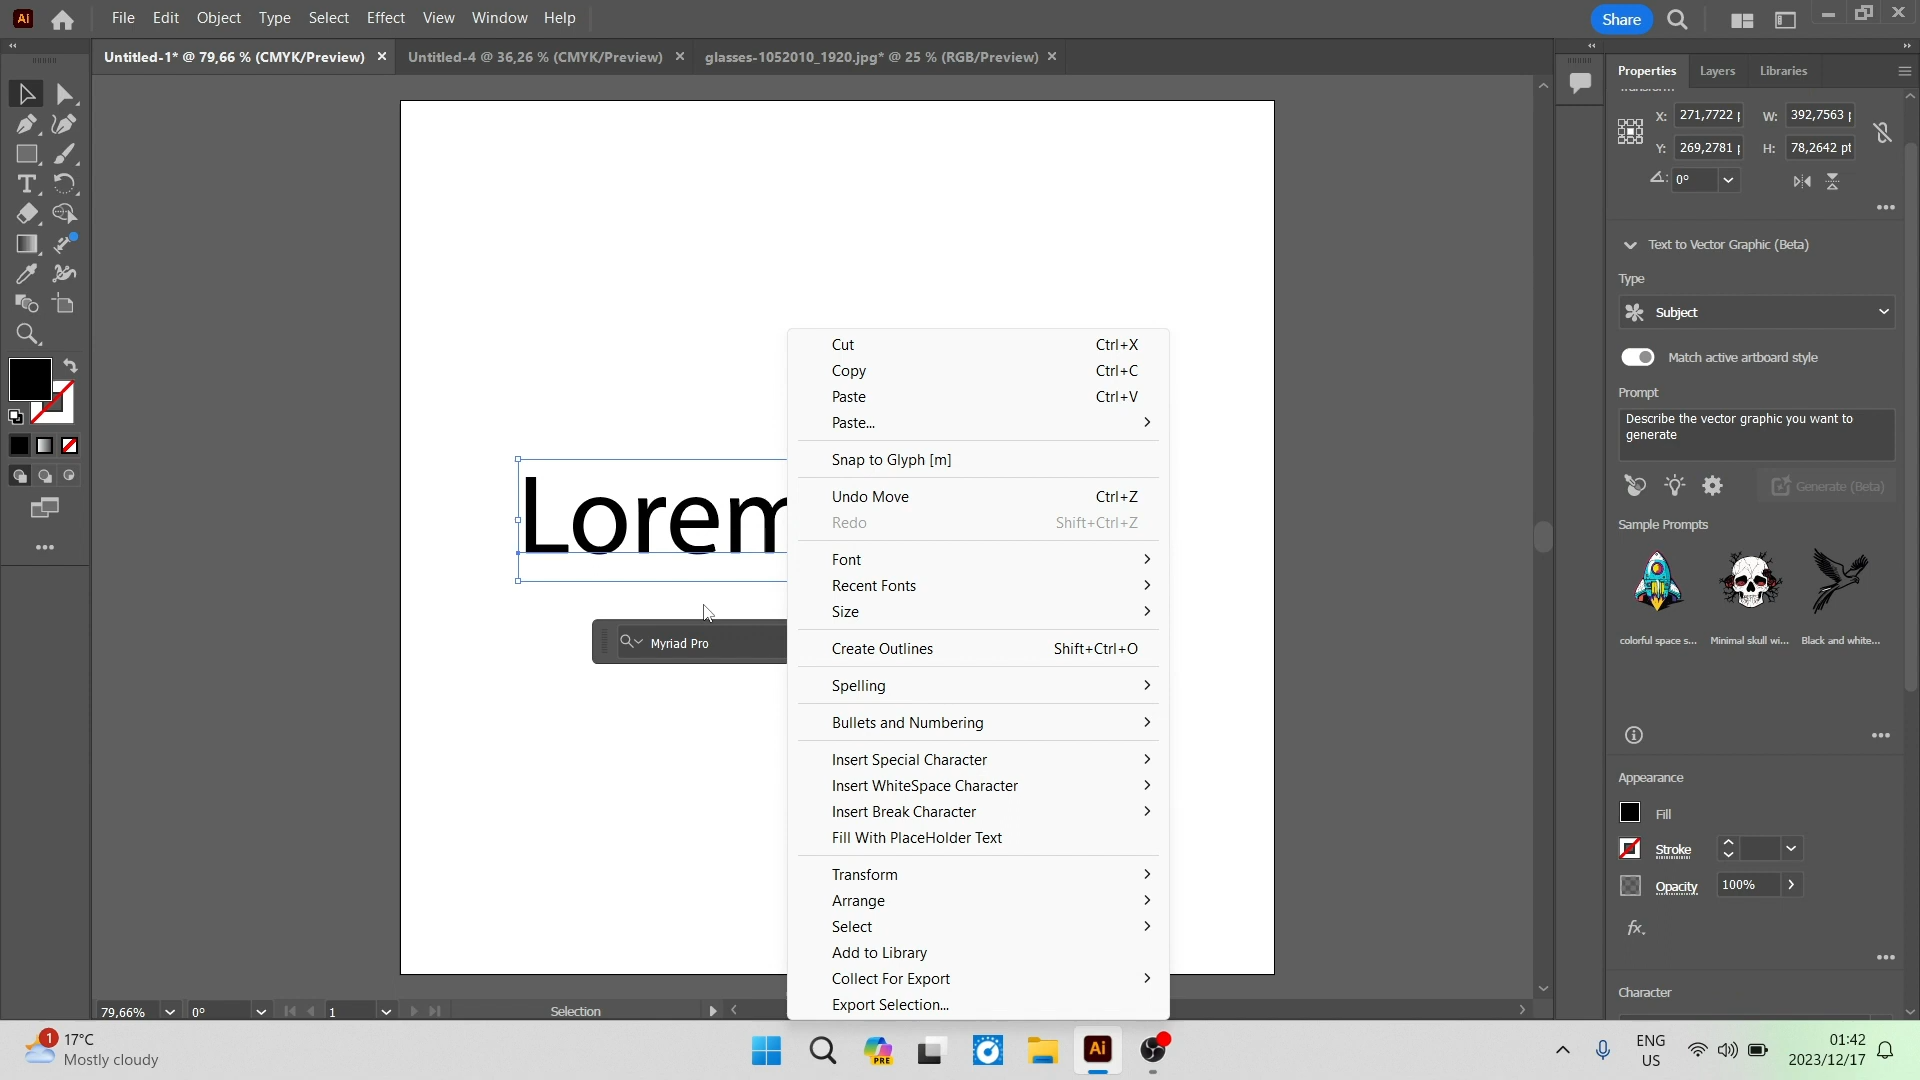 Ai File Edit Object Type Select Effect View Window Help Share
Untitled-1* @ 79,66 % (CMYK/Preview) Untitled-4 @ 36,26 % (CMYK/Preview) glasses-1052010_1920.jpg* @ 25 % (RGB/Preview)
Properties Layers Libraries
X: 271,7722 W: 392,7563
Y: 269,2781 H: 78,2642 pt
0°
Text to Vector Graphic (Beta)
Type
Subject
Match active artboard style
Prompt
Describe the vector graphic you want to
generate
Generate (Beta)
Sample Prompts
colorful space s... Minimal skull wi... Black and white...
Appearance
Fill
Stroke
Opacity 100%
fx.
Character
Lorem
Myriad Pro
Cut Ctrl+X
Copy Ctrl+C
Paste Ctrl+V
Paste...
Snap to Glyph [m]
Undo Move Ctrl+Z
Redo Shift+Ctrl+Z
Font
Recent Fonts
Size
Create Outlines Shift+Ctrl+O
Spelling
Bullets and Numbering
Insert Special Character
Insert WhiteSpace Character
Insert Break Character
Fill With PlaceHolder Text
Transform
Arrange
Select
Add to Library
Collect For Export
Export Selection...
79,66% 0° 1 Selection
1 17°C
Mostly cloudy
PRE
Ai
ENG
US
01:42
2023/12/17